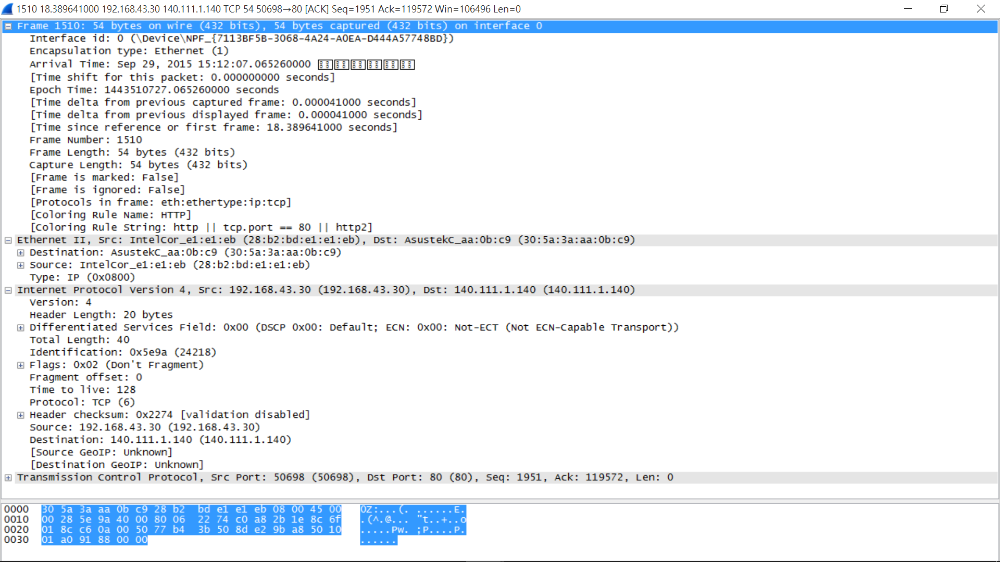 1510 18.389641000 192.168.43.30 140.111.1.140 TCP 54 50698→80 [ACK] Seq=1951 Ack=119572 Win=106496 Len=0
Frame 1510: 54 bytes on wire (432 bits), 54 bytes captured (432 bits) on interface 0
Interface id: 0 (\Device\NPF_{7113BF5B-3068-4A24-A0EA-D444A57748BD})
Encapsulation type: Ethernet (1)
Arrival Time: Sep 29, 2015 15:12:07.065260000
[Time shift for this packet: 0.000000000 seconds]
Epoch Time: 1443510727.065260000 seconds
[Time delta from previous captured frame: 0.000041000 seconds]
[Time delta from previous displayed frame: 0.000041000 seconds]
[Time since reference or first frame: 18.389641000 seconds]
Frame Number: 1510
Frame Length: 54 bytes (432 bits)
Capture Length: 54 bytes (432 bits)
[Frame is marked: False]
[Frame is ignored: False]
[Protocols in frame: eth:ethertype:ip:tcp]
[Coloring Rule Name: HTTP]
[Coloring Rule String: http || tcp.port == 80 || http2]
Ethernet II, Src: IntelCor_e1:e1:eb (28:b2:bd:e1:e1:eb), Dst: AsustekC_aa:0b:c9 (30:5a:3a:aa:0b:c9)
Destination: AsustekC_aa:0b:c9 (30:5a:3a:aa:0b:c9)
Source: IntelCor_e1:e1:eb (28:b2:bd:e1:e1:eb)
Type: IP (0x0800)
Internet Protocol Version 4, Src: 192.168.43.30 (192.168.43.30), Dst: 140.111.1.140 (140.111.1.140)
Version: 4
Header Length: 20 bytes
Differentiated Services Field: 0x00 (DSCP 0x00: Default; ECN: 0x00: Not-ECT (Not ECN-Capable Transport))
Total Length: 40
Identification: 0x5e9a (24218)
Flags: 0x02 (Don't Fragment)
Fragment offset: 0
Time to live: 128
Protocol: TCP (6)
Header checksum: 0x2274 [validation disabled]
Source: 192.168.43.30 (192.168.43.30)
Destination: 140.111.1.140 (140.111.1.140)
[Source GeoIP: Unknown]
[Destination GeoIP: Unknown]
Transmission Control Protocol, Src Port: 50698 (50698), Dst Port: 80 (80), Seq: 1951, Ack: 119572, Len: 0
0000 30 5a 3a aa 0b c9 28 b2 bd e1 e1 eb 08 00 45 00 0Z:...(. ......E.
0010 00 28 5e 9a 40 00 80 06 22 74 c0 a8 2b 1e 8c 6f .(^.@... "t..+..o
0020 01 8c c6 0a 00 50 77 b4 3b 50 8d e2 9b a8 50 10 .....Pw. ;P....P.
0030 01 a0 91 88 00 00 ......